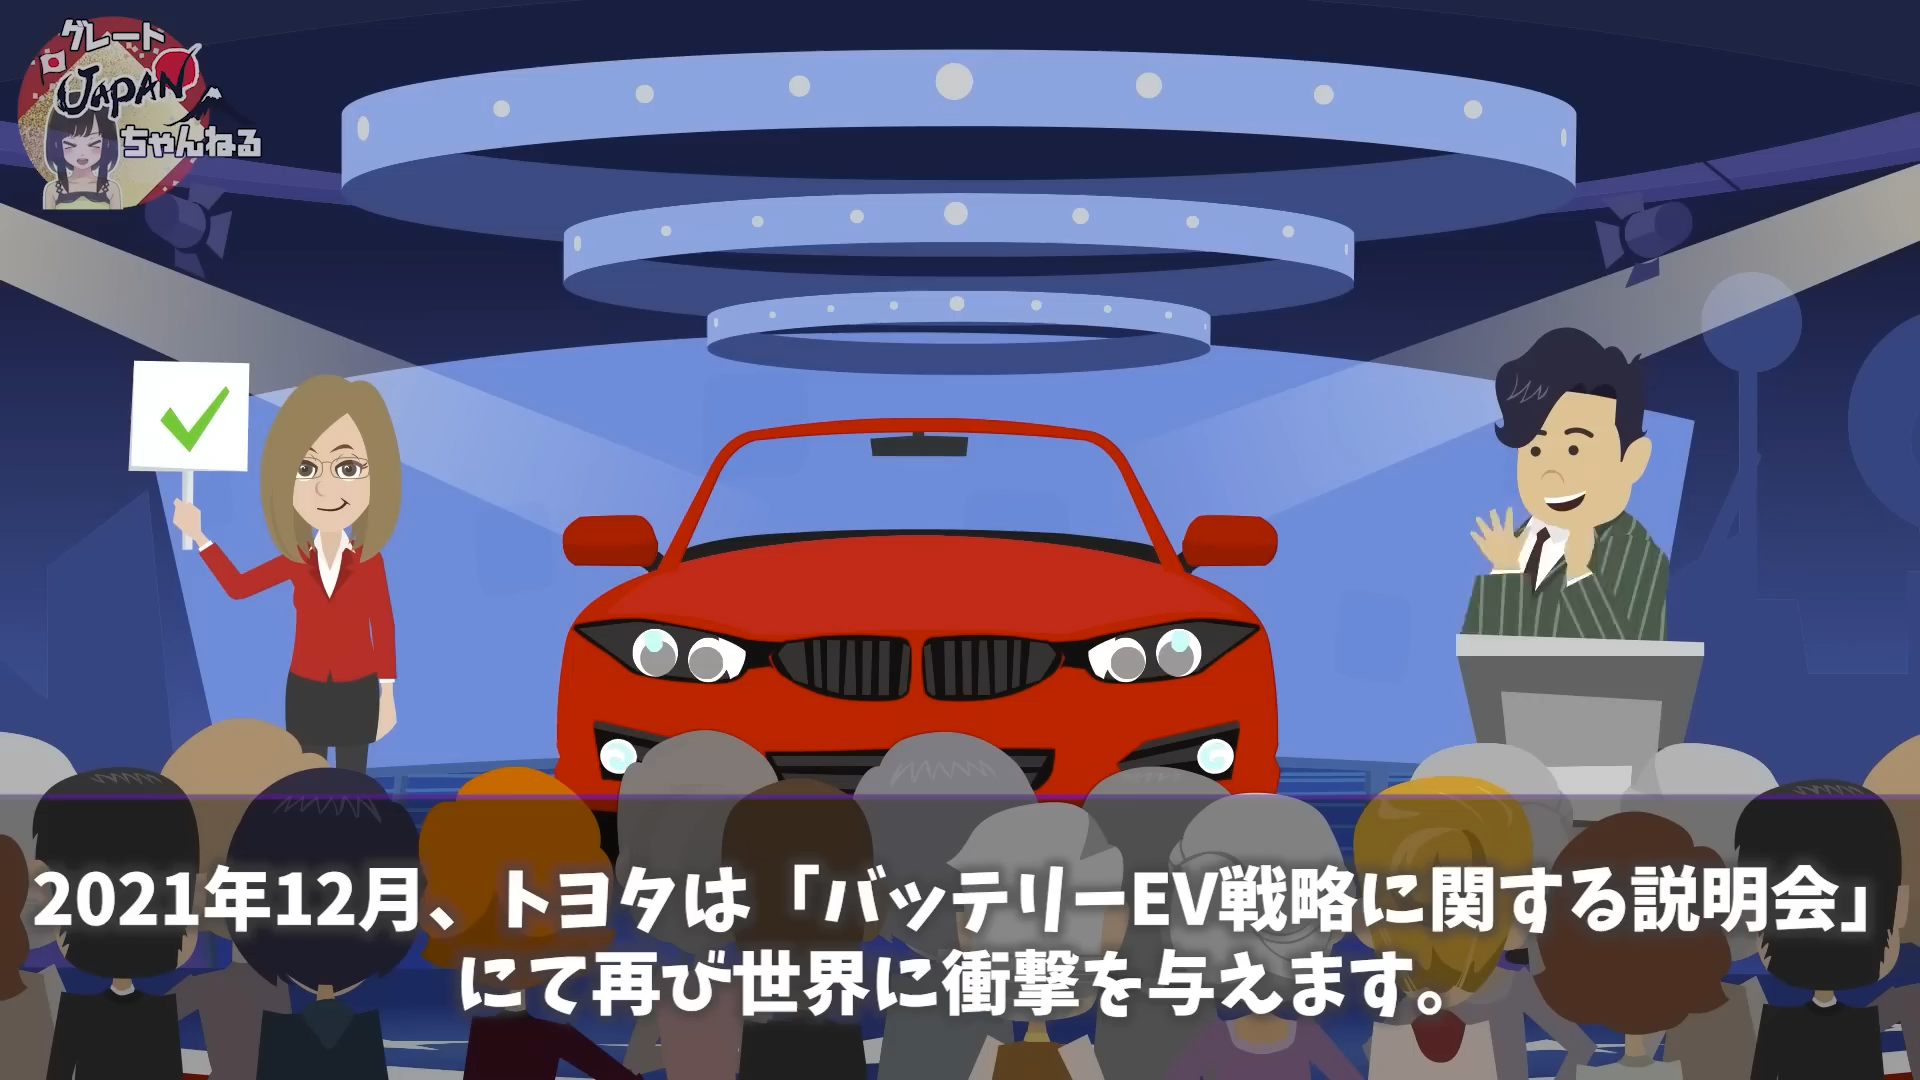 グレート
JAPAN
ちゃんねる
2021年12月、トヨタは「バッテリーEV戦略に関する説明会」
にて再び世界に衝撃を与えます。